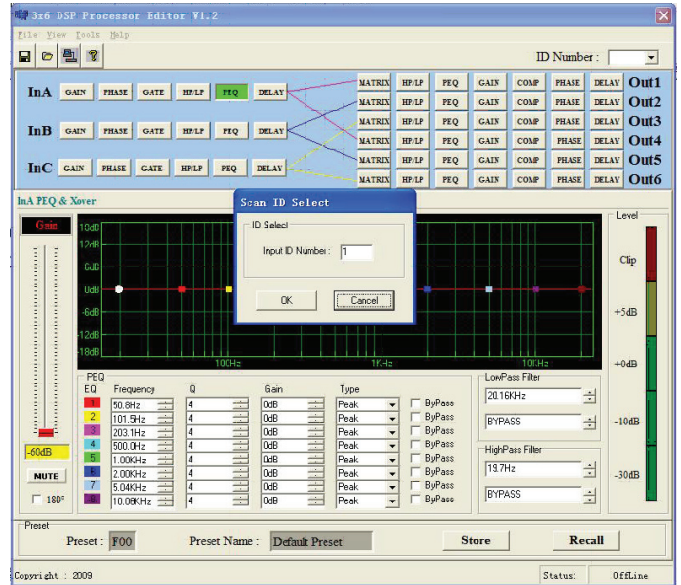 3x6 DSP Processor Editor V1.2
File View Tools Help
ID Number :
InA GAIN PHASE GATE HP/LP PEQ DELAY
InB GAIN PHASE GATE HP/LP PEQ DELAY
InC GAIN PHASE GATE HP/LP PEQ DELAY
MATRIX HP/LP PEQ GAIN COMP PHASE DELAY Out1
MATRIX HP/LP PEQ GAIN COMP PHASE DELAY Out2
MATRIX HP/LP PEQ GAIN COMP PHASE DELAY Out3
MATRIX HP/LP PEQ GAIN COMP PHASE DELAY Out4
MATRIX HP/LP PEQ GAIN COMP PHASE DELAY Out5
MATRIX HP/LP PEQ GAIN COMP PHASE DELAY Out6
InA PEQ & Xover
Scan ID Select
ID Select
Input ID Number : 1
OK Cancel
Gain
-60dB
MUTE
180°
18dB
12dB
6dB
0dB
-6dB
-12dB
-18dB
100Hz 1KHz 10KHz
Level
Clip
+5dB
+0dB
-10dB
-30dB
PEQ
EQ Frequency Q Gain Type
1 50.8Hz 4 0dB Peak ByPass
2 101.5Hz 4 0dB Peak ByPass
3 203.1Hz 4 0dB Peak ByPass
4 500.0Hz 4 0dB Peak ByPass
5 1.00KHz 4 0dB Peak ByPass
6 2.00KHz 4 0dB Peak ByPass
7 5.04KHz 4 0dB Peak ByPass
8 10.08KHz 4 0dB Peak ByPass
LowPass Filter
20.16KHz
BYPASS
HighPass Filter
19.7Hz
BYPASS
Preset
Preset : F00 Preset Name : Default Preset Store Recall
Copyright : 2009 Status: OffLine